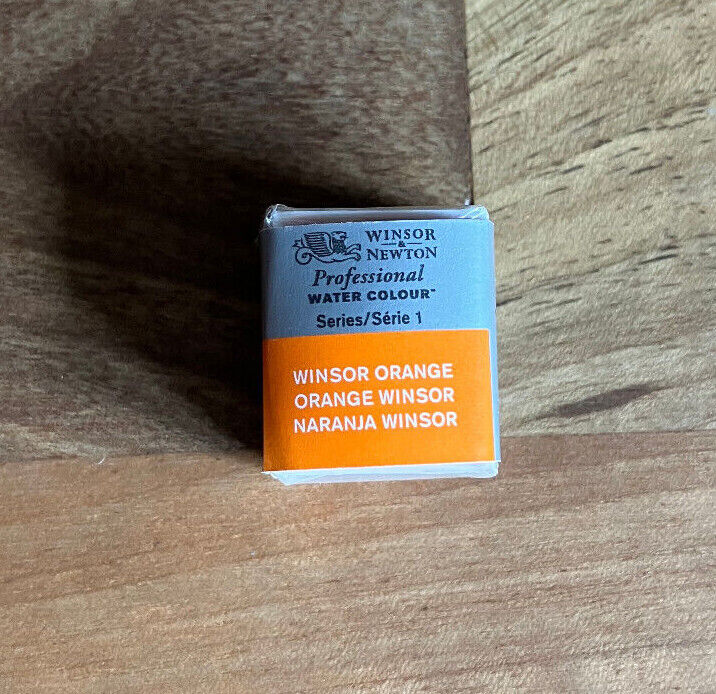 WINSOR
&
NEWTON
Professional
WATER COLOUR™
Series/Série 1
WINSOR ORANGE
ORANGE WINSOR
NARANJA WINSOR